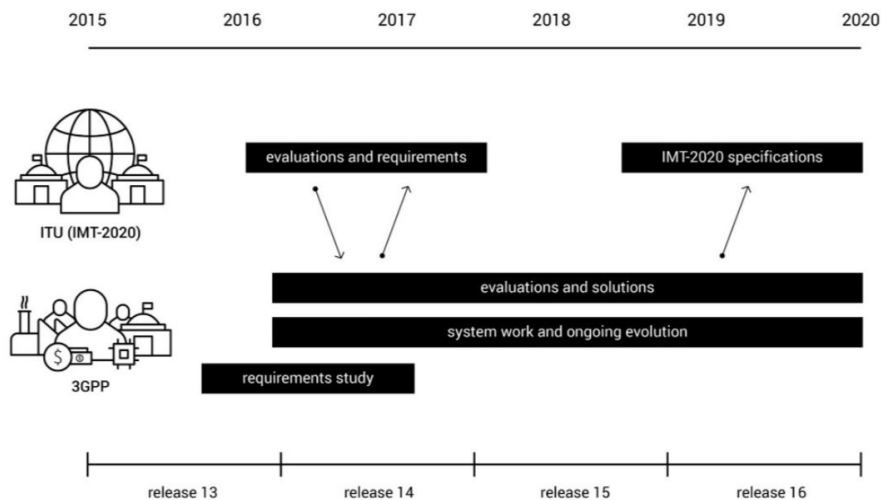 2015 2016 2017 2018 2019 2020
evaluations and requirements
IMT-2020 specifications
ITU (IMT-2020)
evaluations and solutions
system work and ongoing evolution
$
requirements study
3GPP
release 13 release 14 release 15 release 16